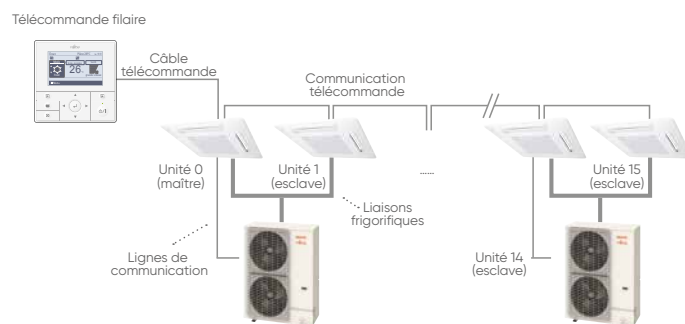 Télécommande filaire
Câble
télécommande
26
Communication
télécommande
Unité 0
(maître)
Unité 1
(esclave)
......
Unité 15
(esclave)
Liaisons
frigorifiques
Lignes de
communication
Unité 14
(esclave)